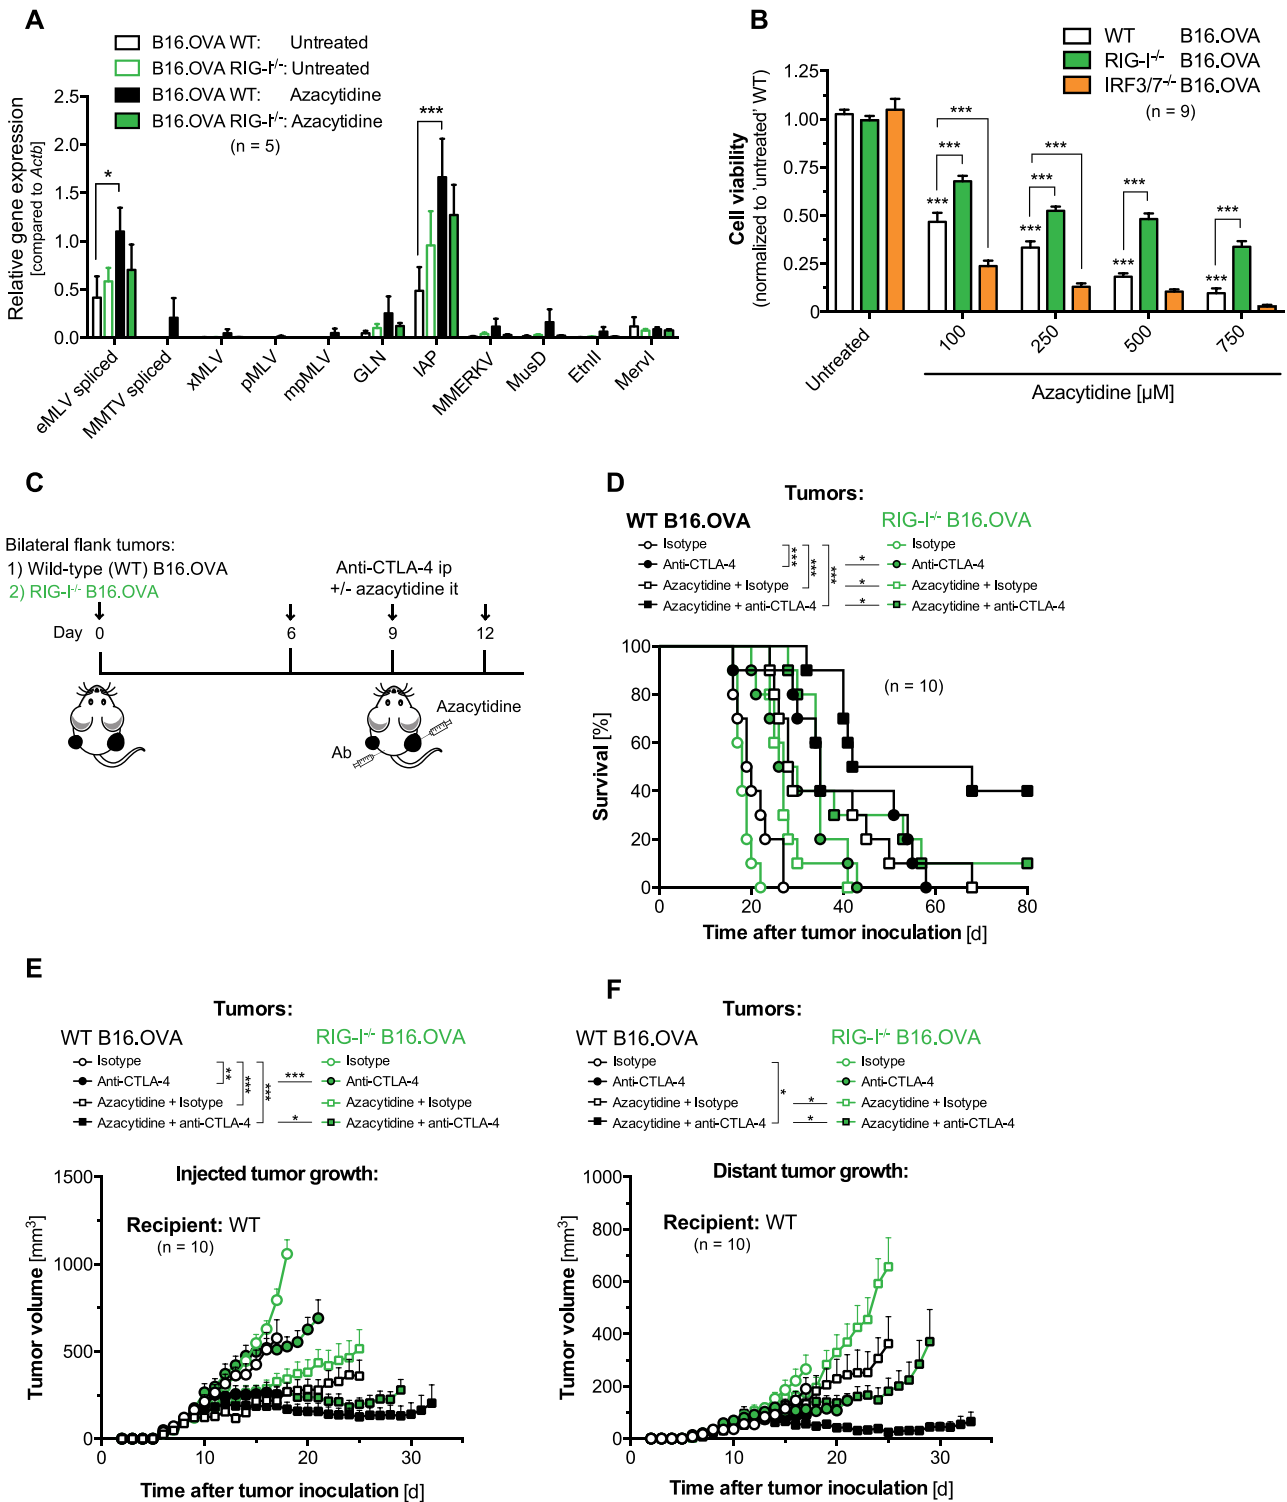 A
B16.OVA WT: Untreated
B16.OVA RIG-I-/-: Untreated
B16.OVA WT: Azacytidine
B16.OVA RIG-I-/-: Azacytidine
(n = 5)
Relative gene expression
[compared to Actb]
2.5
2.0
1.5
1.0
0.5
0.0
*
***
eMLV spliced
MMTV spliced
xMLV
pMLV
mpMLV
GLN
IAP
MMERKV
MusD
EtnII
MervI
B
WT B16.OVA
RIG-I-/- B16.OVA
IRF3/7-/- B16.OVA
(n = 9)
Cell viability
(normalized to 'untreated' WT)
1.25
1.00
0.75
0.50
0.25
0
***
***
***
***
***
***
***
***
***
***
Untreated
100
250
500
750
Azacytidine [µM]
C
Bilateral flank tumors:
1) Wild-type (WT) B16.OVA
2) RIG-I-/- B16.OVA
Anti-CTLA-4 ip
+/- azacytidine it
Day 0 6 9 12
Azacytidine
Ab
D
Tumors:
WT B16.OVA RIG-I-/- B16.OVA
Isotype *** *** *** Isotype
Anti-CTLA-4 * Anti-CTLA-4
Azacytidine + Isotype * Azacytidine + Isotype
Azacytidine + anti-CTLA-4 * Azacytidine + anti-CTLA-4
(n = 10)
Survival [%]
100
80
60
40
20
0
0 20 40 60 80
Time after tumor inoculation [d]
E
Tumors:
WT B16.OVA RIG-I-/- B16.OVA
Isotype ** *** *** Isotype
Anti-CTLA-4 *** Anti-CTLA-4
Azacytidine + Isotype Azacytidine + Isotype
Azacytidine + anti-CTLA-4 * Azacytidine + anti-CTLA-4
Injected tumor growth:
Recipient: WT
(n = 10)
Tumor volume [mm3]
1500
1000
500
0
0 10 20 30
Time after tumor inoculation [d]
F
Tumors:
WT B16.OVA RIG-I-/- B16.OVA
Isotype * Isotype
Anti-CTLA-4 Anti-CTLA-4
Azacytidine + Isotype * Azacytidine + Isotype
Azacytidine + anti-CTLA-4 * Azacytidine + anti-CTLA-4
Distant tumor growth:
Recipient: WT
(n = 10)
Tumor volume [mm3]
1000
800
600
400
200
0
0 10 20 30
Time after tumor inoculation [d]